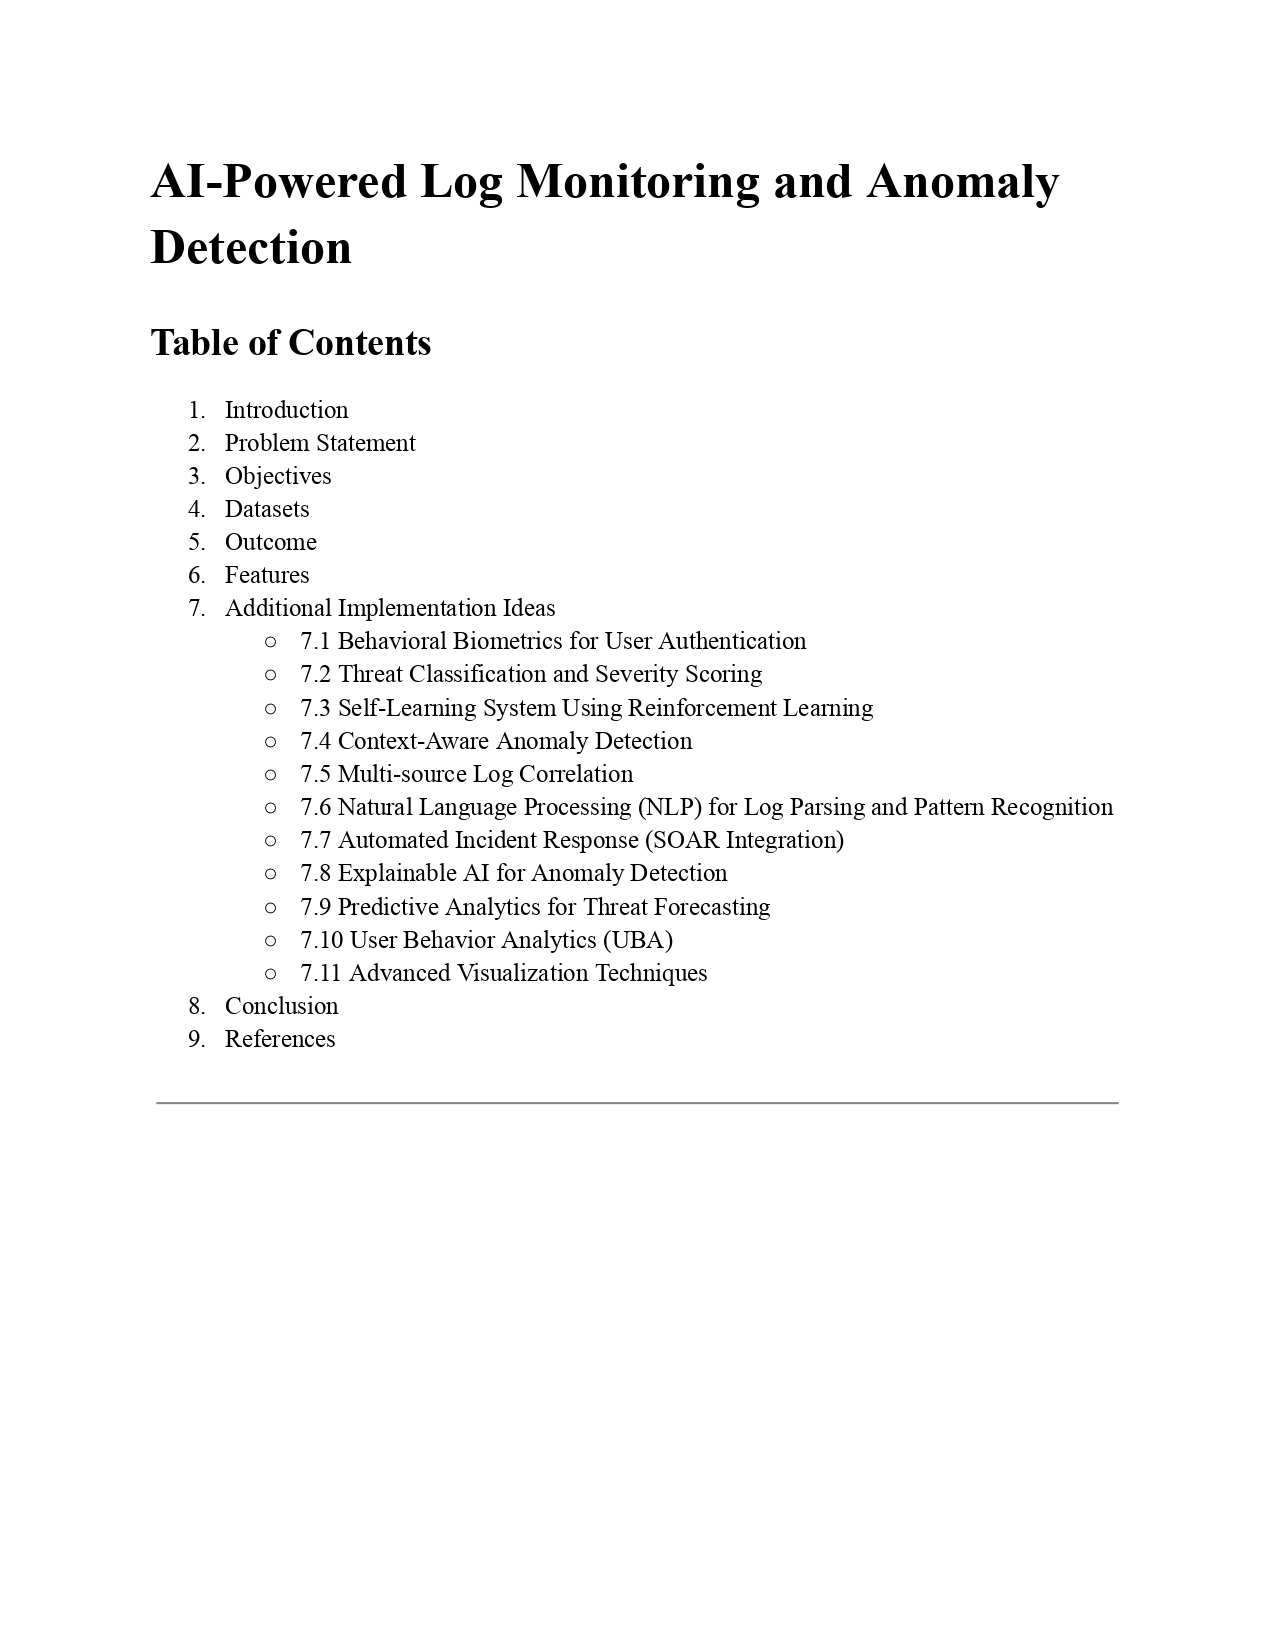 AI-Powered Log Monitoring and Anomaly
Detection
Table of Contents
1. Introduction
2. Problem Statement
3. Objectives
4. Datasets
5. Outcome
6. Features
7. Additional Implementation Ideas
○ 7.1 Behavioral Biometrics for User Authentication
○ 7.2 Threat Classification and Severity Scoring
○ 7.3 Self-Learning System Using Reinforcement Learning
○ 7.4 Context-Aware Anomaly Detection
○ 7.5 Multi-source Log Correlation
○ 7.6 Natural Language Processing (NLP) for Log Parsing and Pattern Recognition
○ 7.7 Automated Incident Response (SOAR Integration)
○ 7.8 Explainable AI for Anomaly Detection
○ 7.9 Predictive Analytics for Threat Forecasting
○ 7.10 User Behavior Analytics (UBA)
○ 7.11 Advanced Visualization Techniques
8. Conclusion
9. References